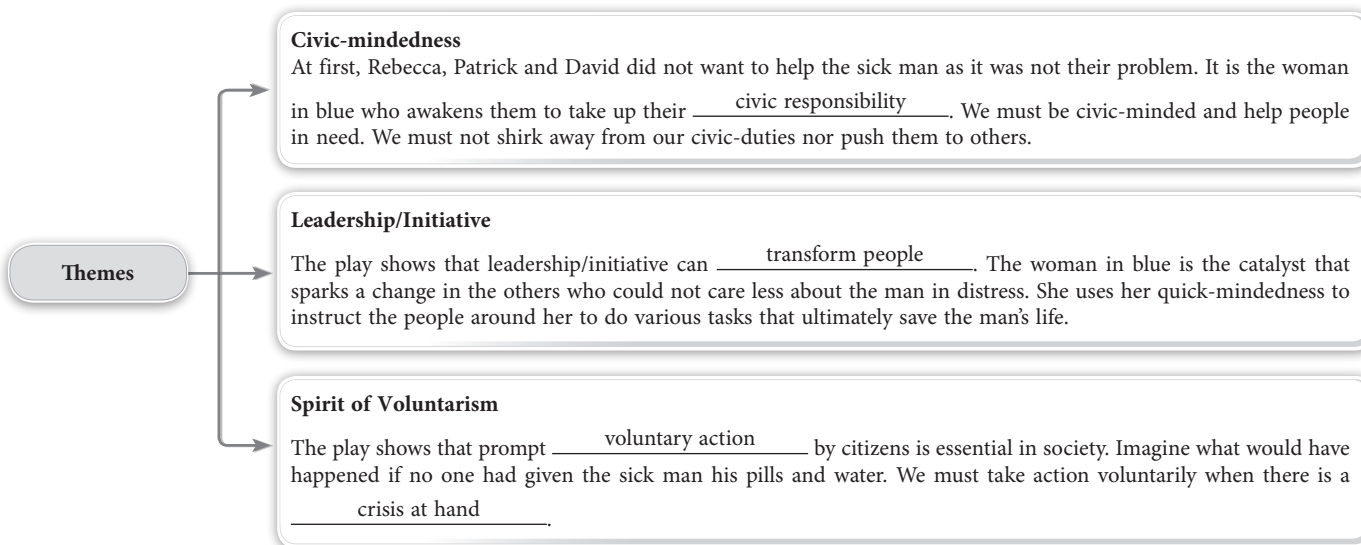 Civic-mindedness
At first, Rebecca, Patrick and David did not want to help the sick man as it was not their problem. It is the woman
in blue who awakens them to take up their civic responsibility. We must be civic-minded and help people
in need. We must not shirk away from our civic-duties nor push them to others.
Themes
Leadership/Initiative
The play shows that leadership/initiative can transform people. The woman in blue is the catalyst that
sparks a change in the others who could not care less about the man in distress. She uses her quick-mindedness to
instruct the people around her to do various tasks that ultimately save the man's life.
Spirit of Voluntarism
The play shows that prompt voluntary action by citizens is essential in society. Imagine what would have
happened if no one had given the sick man his pills and water. We must take action voluntarily when there is a
crisis at hand.